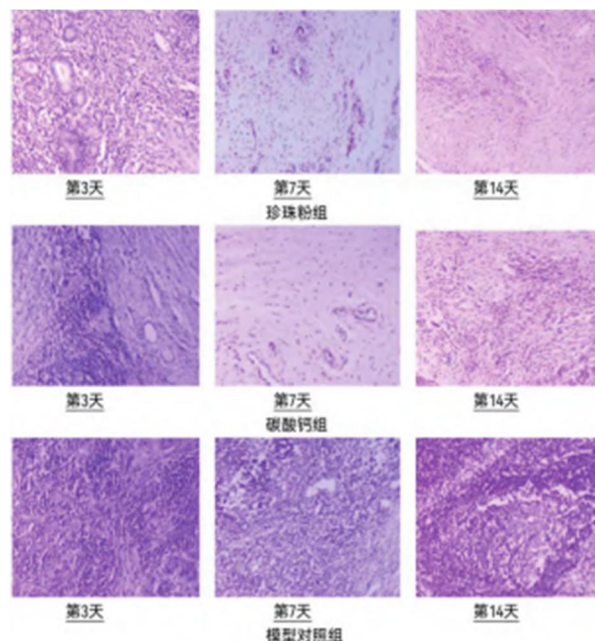 第3天 第7天 第14天
珍珠粉组
第3天 第7天 第14天
碳酸钙组
第3天 第7天 第14天
模型对照组